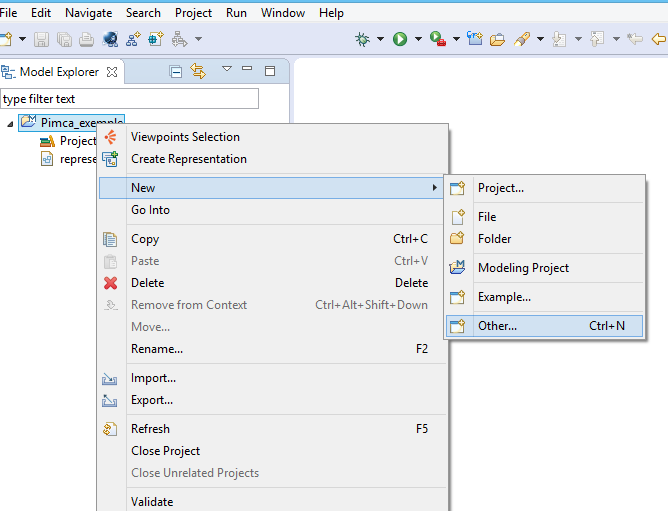 File Edit Navigate Search Project Run Window Help
Model Explorer
type filter text
Pimca_exemple
Project
represe
Viewpoints Selection
Create Representation
New
Go Into
Copy Ctrl+C
Paste Ctrl+V
Delete Delete
Remove from Context Ctrl+Alt+Shift+Down
Move...
Rename... F2
Import...
Export...
Refresh F5
Close Project
Close Unrelated Projects
Validate
Project...
File
Folder
Modeling Project
Example...
Other... Ctrl+N